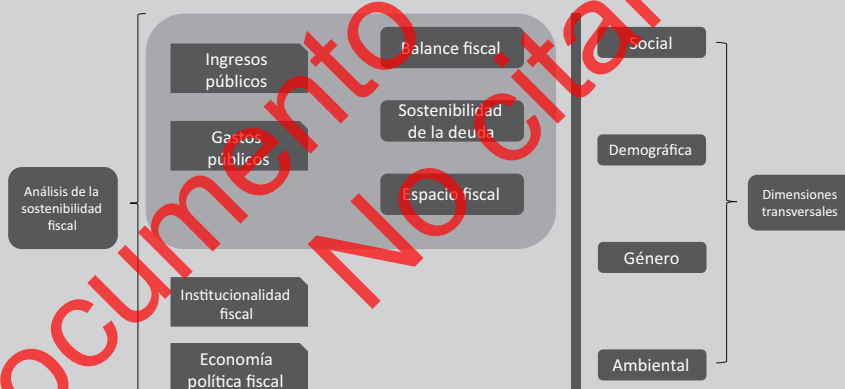 Ingresos
públicos
Gastos
públicos
Balance fiscal
Sostenibilidad
de la deuda
Espacio fiscal
Análisis de la
sostenibilidad
fiscal
Institucionalidad
fiscal
Economía
política fiscal
Social
Demográfica
Género
Ambiental
Dimensiones
transversales
ocumento
No citar